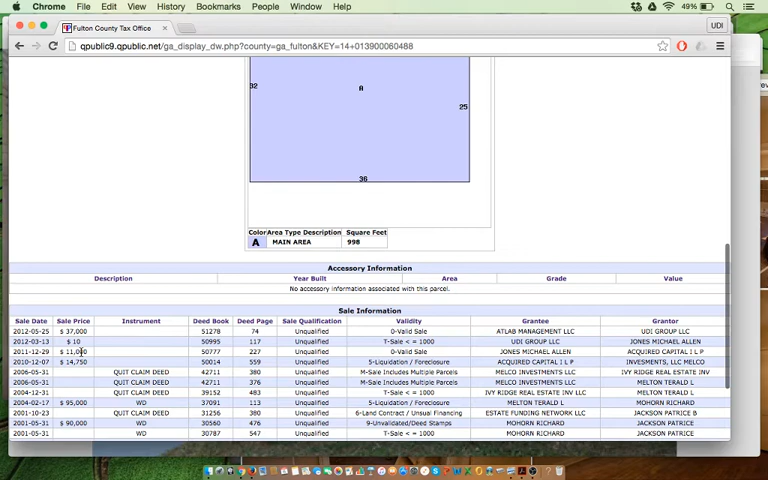 Chrome File Edit View History Bookmarks People Window Help 49%
Fulton County Tax Office UDI
qpublic9.qpublic.net/ga_display_dw.php?county=ga_fulton&KEY=14+013900060488
32
A
25
36
Color Area Type Description Square Feet
A MAIN AREA 998
Accessory Information
Description Year Built Area Grade Value
No accessory information associated with this parcel.
Sale Information
Sale Date Sale Price Instrument Deed Book Deed Page Sale Qualification Validity Grantee Grantor
2012-05-25 $ 37,000 51278 74 Unqualified 0-Valid Sale ATLAB MANAGEMENT LLC UDI GROUP LLC
2012-03-13 $ 10 50995 117 Unqualified T-Sale <= 1000 UDI GROUP LLC JONES MICHAEL ALLEN
2011-12-29 $ 11,000 50777 227 Unqualified 0-Valid Sale JONES MICHAEL ALLEN ACQUIRED CAPITAL I L P
2010-12-07 $ 14,750 50014 559 Unqualified 5-Liquidation / Foreclosure ACQUIRED CAPITAL I L P INVESMENTS, LLC MELCO
2006-05-31 QUIT CLAIM DEED 42711 380 Unqualified M-Sale Includes Multiple Parcels MELCO INVESTMENTS LLC IVY RIDGE REAL ESTATE INV
2006-05-31 QUIT CLAIM DEED 42711 376 Unqualified M-Sale Includes Multiple Parcels MELCO INVESTMENTS LLC MELTON TERALD L
2004-12-31 QUIT CLAIM DEED 39152 483 Unqualified T-Sale <= 1000 IVY RIDGE REAL ESTATE INV LLC MELTON TERALD L
2004-02-17 $ 95,000 37091 113 Unqualified 5-Liquidation / Foreclosure MELTON TERALD L MOHORN RICHARD
2001-10-23 QUIT CLAIM DEED 31256 380 Unqualified 6-Land Contract / Unsual Financing ESTATE FUNDING NETWORK LLC JACKSON PATRICE B
2001-05-31 $ 90,000 WD 30560 476 Unqualified 9-Unvalidated/Deed Stamps MOHORN RICHARD JACKSON PATRICE
2001-05-31 WD 30787 547 Unqualified T-Sale <= 1000 MOHORN RICHARD JACKSON PATRICE